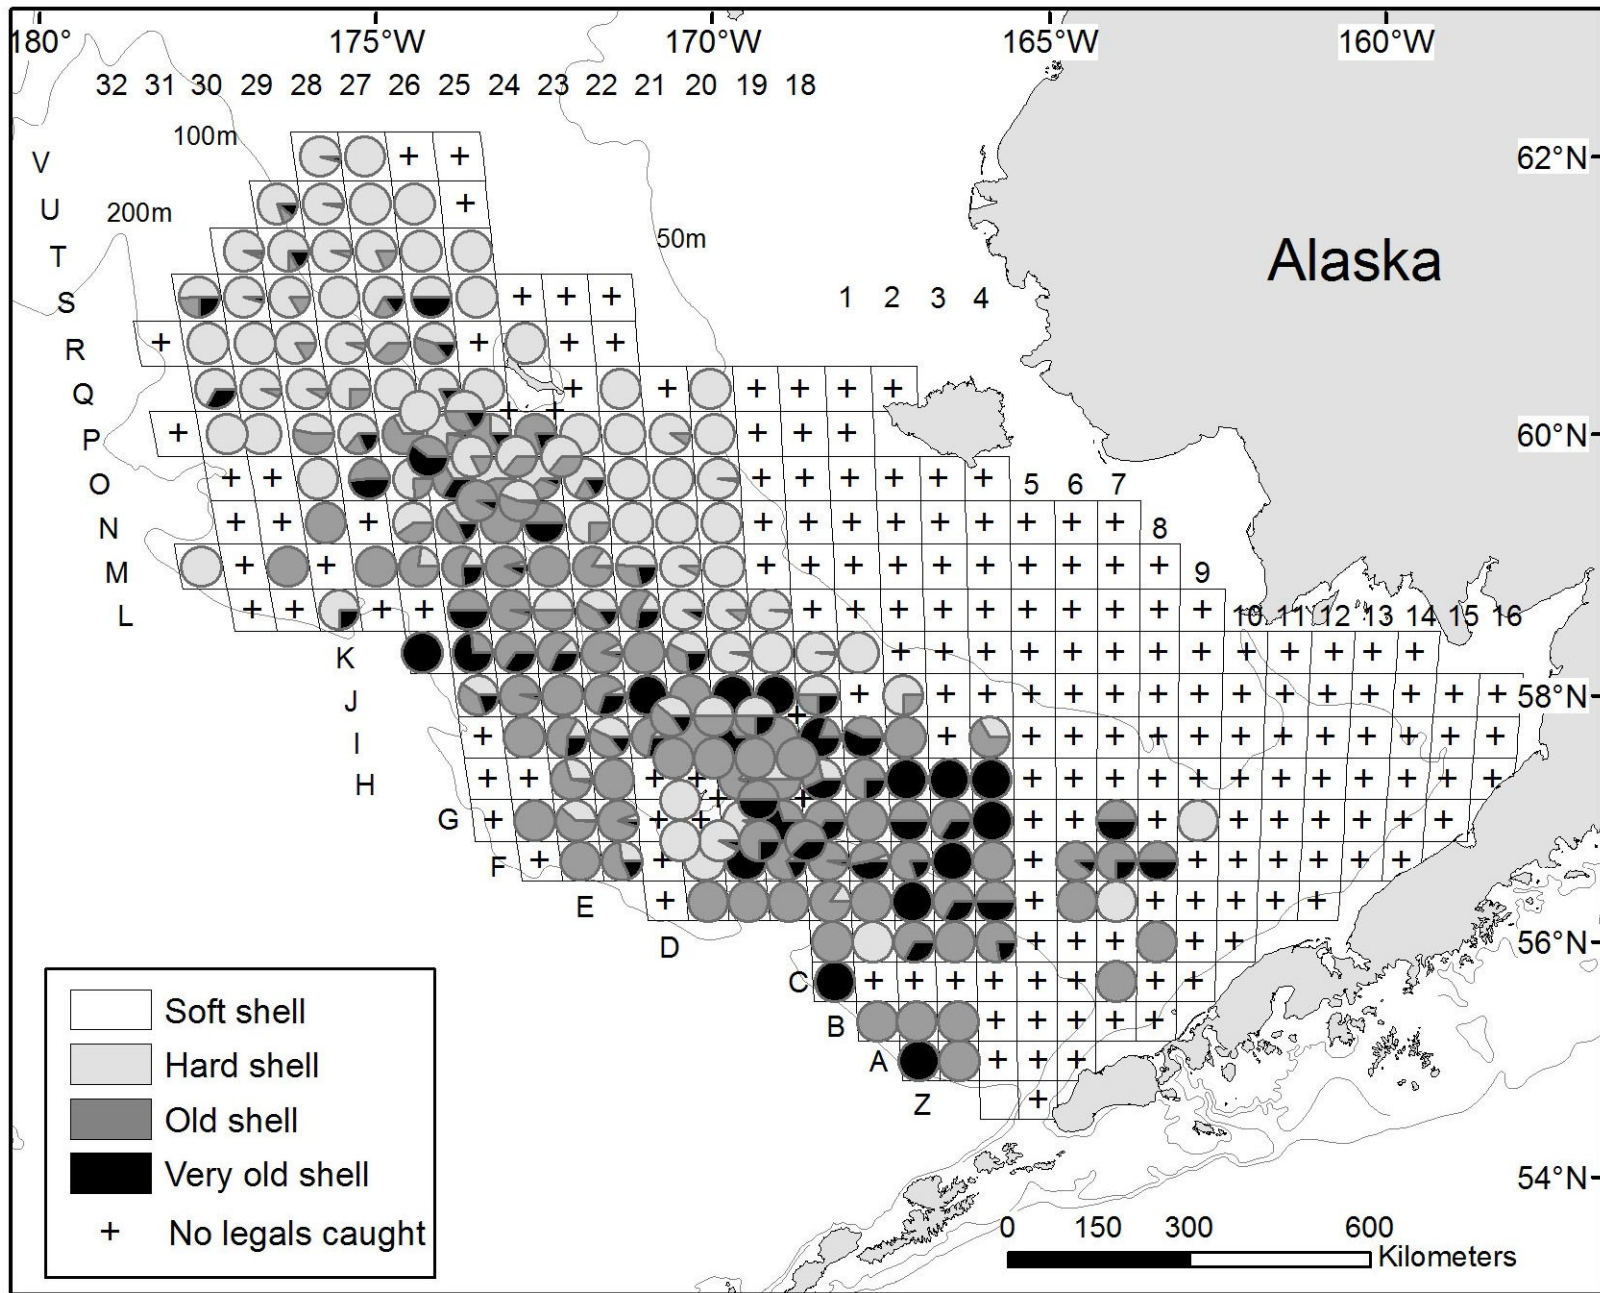 180° 175°W 170°W 165°W 160°W
32 31 30 29 28 27 26 25 24 23 22 21 20 19 18
100m
V 62°N
U 200m
50m
T Alaska
S 1 2 3 4
R
Q
P 60°N
O 5 6 7
N 8
M 9
L 10 11 12 13 14 15 16
K
J 58°N
I
H
G
F
E
D 56°N
C
B
A
Z
Soft shell
Hard shell
Old shell
Very old shell
+ No legals caught
54°N
0 150 300 600
Kilometers